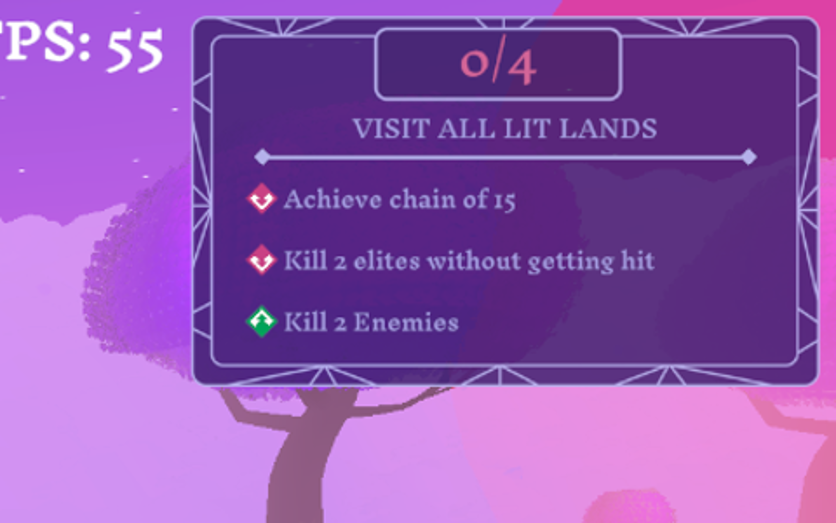 FPS: 55
0/4
VISIT ALL LIT LANDS
Achieve chain of 15
Kill 2 elites without getting hit
Kill 2 Enemies